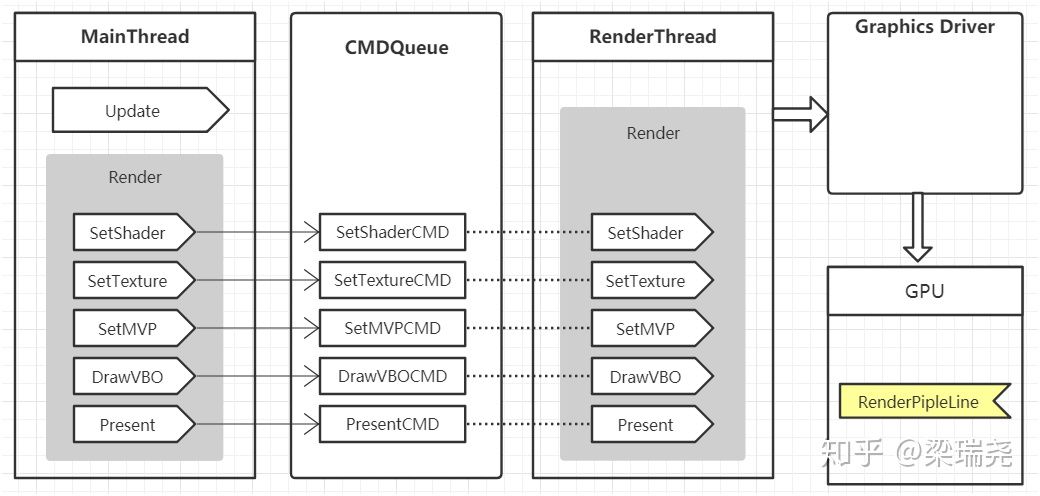 MainThread
Update
Render
SetShader
SetTexture
SetMVP
DrawVBO
Present
CMDQueue
SetShaderCMD
SetTextureCMD
SetMVPCMD
DrawVBOCMD
PresentCMD
RenderThread
Render
SetShader
SetTexture
SetMVP
DrawVBO
Present
Graphics Driver
GPU
RenderPipleLine
知乎 @梁瑞尧